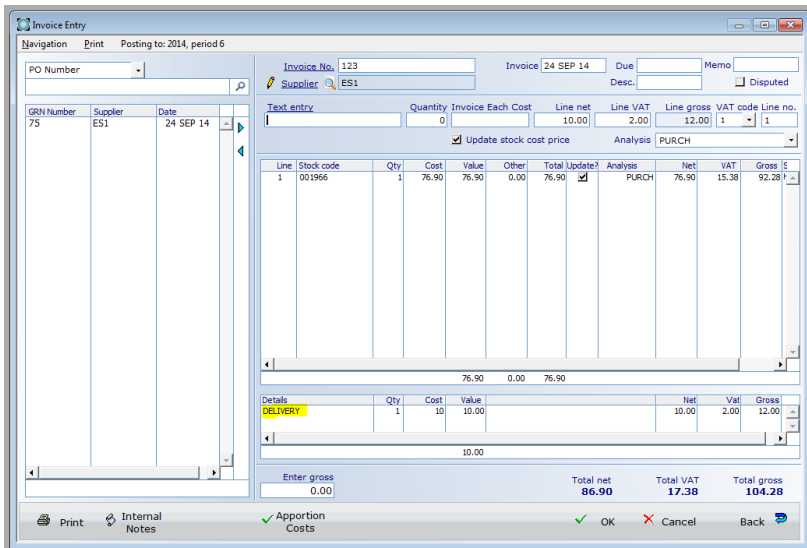 Invoice Entry
Navigation Print Posting to: 2014, period 6
PO Number
Invoice No. 123 Invoice 24 SEP 14 Due Memo
Supplier ES1 Desc. Disputed
Text entry Quantity Invoice Each Cost Line net Line VAT Line gross VAT code Line no.
0 10.00 2.00 12.00 1 1
Update stock cost price Analysis PURCH
GRN Number Supplier Date
75 ES1 24 SEP 14
Line Stock code Qty Cost Value Other Total Update? Analysis Net VAT Gross S
1 001966 1 76.90 76.90 0.00 76.90 PURCH 76.90 15.38 92.28
76.90 0.00 76.90
Details Qty Cost Value Net Vat Gross
DELIVERY 1 10 10.00 10.00 2.00 12.00
10.00
Enter gross Total net Total VAT Total gross
0.00 86.90 17.38 104.28
Print Internal Notes Apportion Costs OK Cancel Back